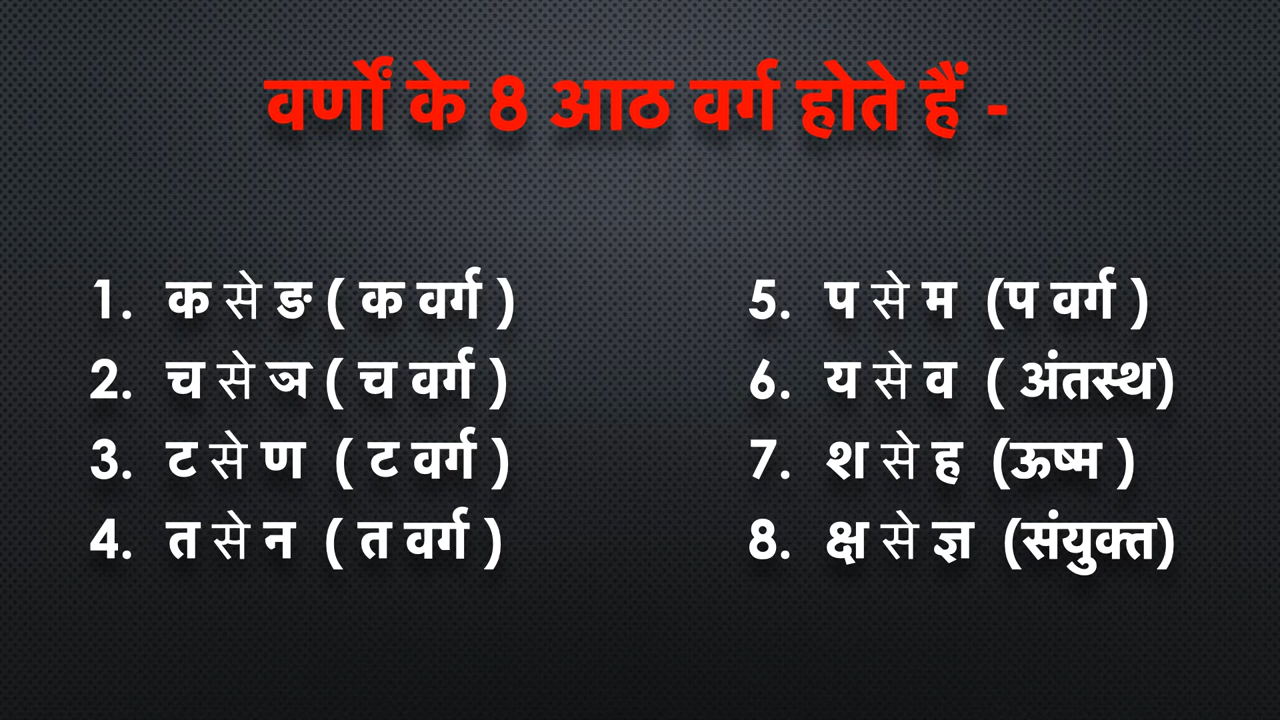 वर्णों के 8 आठ वर्ग होते हैं -
1. क से ङ ( क वर्ग )
2. च से ञ ( च वर्ग )
3. ट से ण ( ट वर्ग )
4. त से न ( त वर्ग )
5. प से म (प वर्ग )
6. य से व ( अंतस्थ)
7. श से ह (ऊष्म )
8. क्ष से ज्ञ (संयुक्त)